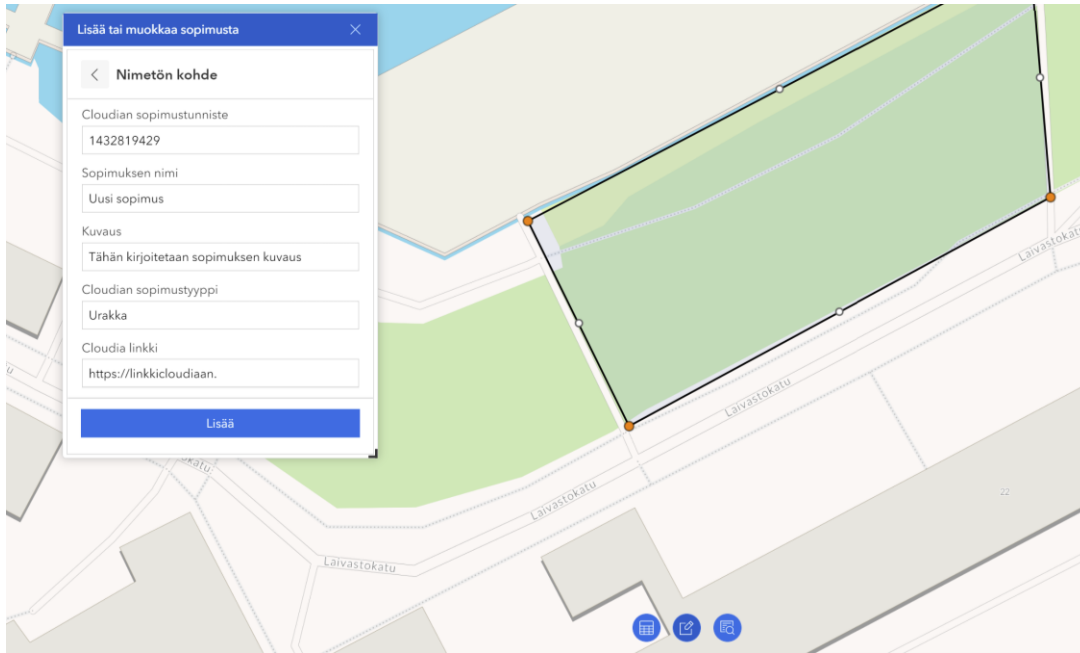 Lisää tai muokkaa sopimusta
Nimetön kohde
Cloudian sopimustunniste
1432819429
Sopimuksen nimi
Uusi sopimus
Kuvaus
Tähän kirjoitetaan sopimuksen kuvaus
Cloudian sopimustyyppi
Urakka
Cloudia linkki
https://linkkicloudiaan.
Lisää
Laivastokatu
Laivastokatu
Laivastokatu
Laivastokatu
katu
22